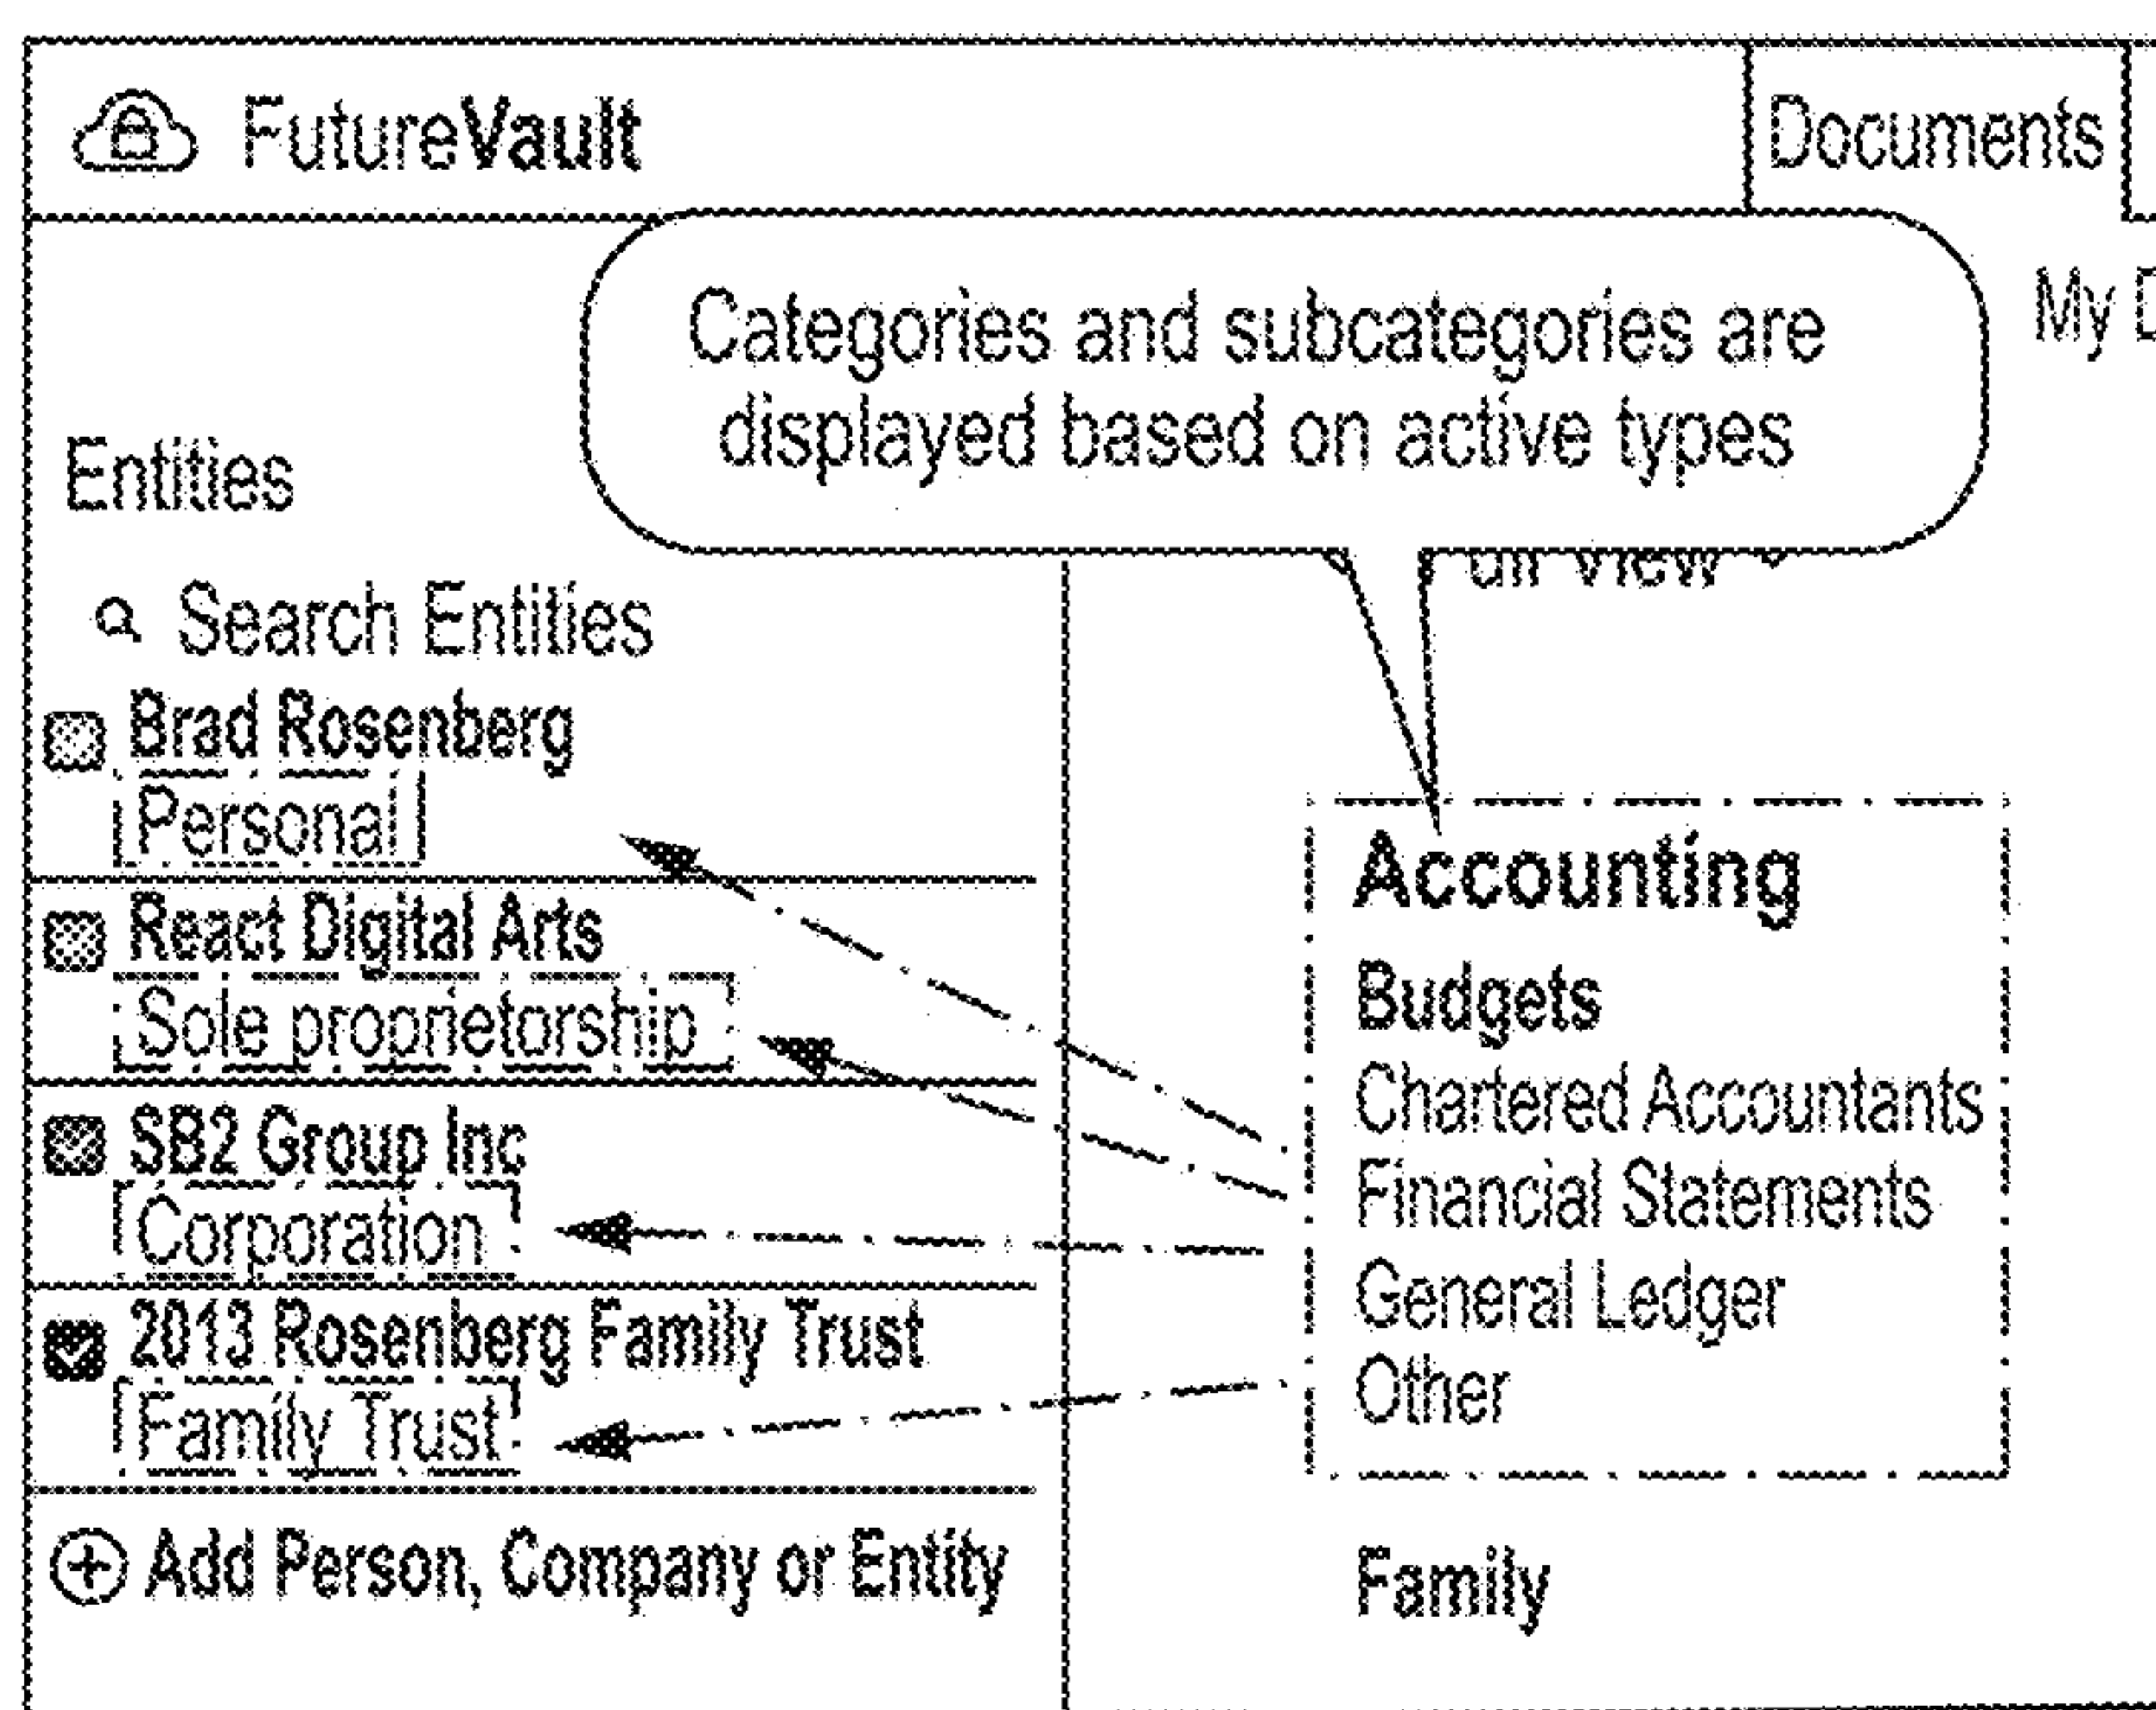 FutureVault
Documents
Categories and subcategories are
displayed based on active types
My
Entities
view
Search Entities
Brad Rosenberg
Personal
React Digital Arts
Sole proprietorship
SB2 Group Inc
Corporation
2013 Rosenberg Family Trust
Family Trust
Add Person, Company or Entity
Accounting
Budgets
Chartered Accountants
Financial Statements
General Ledger
Other
Family